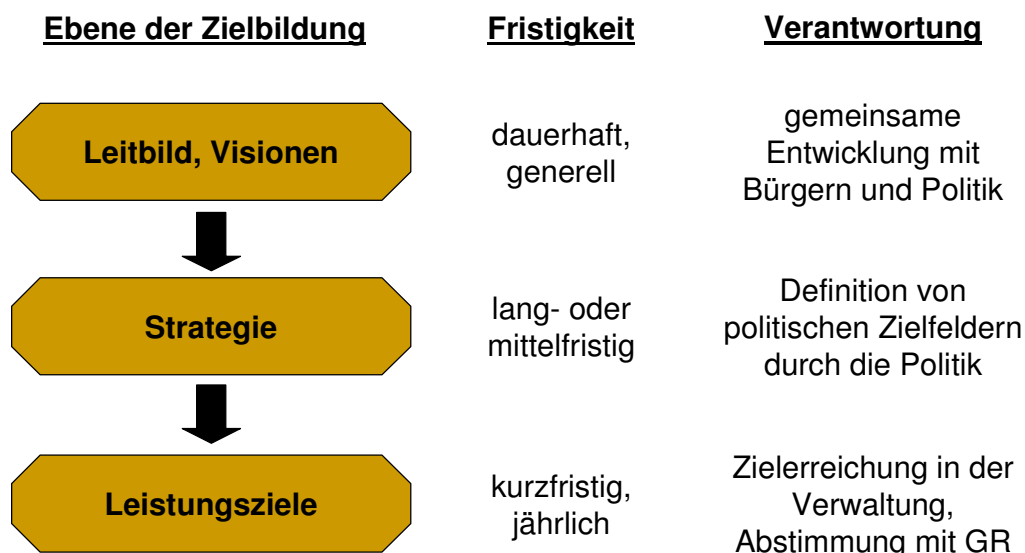 Ebene der Zielbildung
Fristigkeit
Verantwortung
Leitbild, Visionen
dauerhaft,
generell
gemeinsame
Entwicklung mit
Bürgern und Politik
Strategie
lang- oder
mittelfristig
Definition von
politischen Zielfeldern
durch die Politik
Leistungsziele
kurzfristig,
jährlich
Zielerreichung in der
Verwaltung,
Abstimmung mit GR